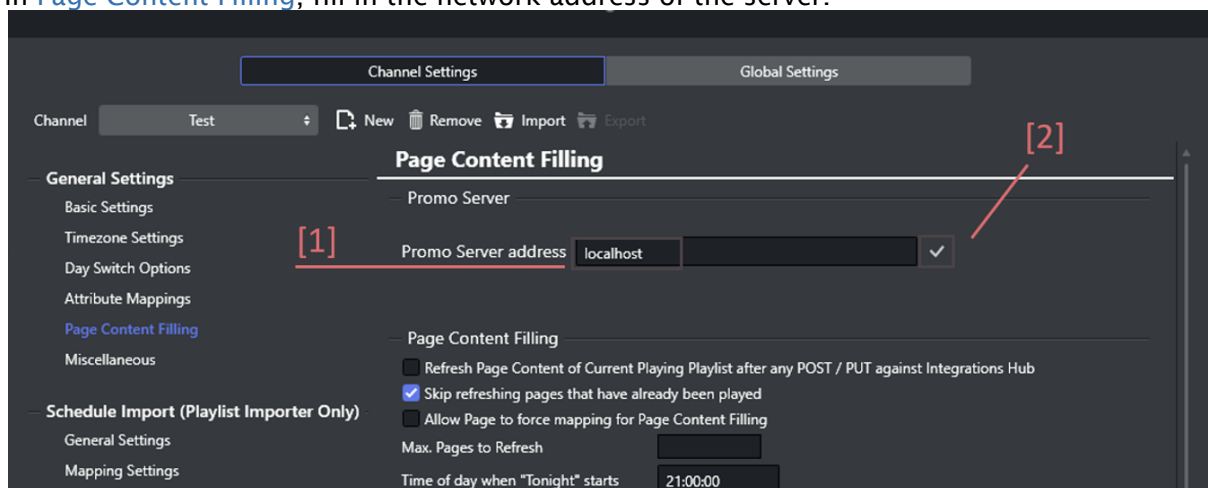 in Page Content Filling, fill in the network address of the server.
Channel Settings Global Settings
Channel Test New Remove Import Export
[2]
Page Content Filling
General Settings
Promo Server
Basic Settings
Timezone Settings
[1]
Promo Server address localhost
Day Switch Options
Attribute Mappings
Page Content Filling
Page Content Filling
Miscellaneous
Refresh Page Content of Current Playing Playlist after any POST / PUT against Integrations Hub
Skip refreshing pages that have already been played
Schedule Import (Playlist Importer Only)
Allow Page to force mapping for Page Content Filling
General Settings
Max. Pages to Refresh
Mapping Settings
Time of day when "Tonight" starts 21:00:00